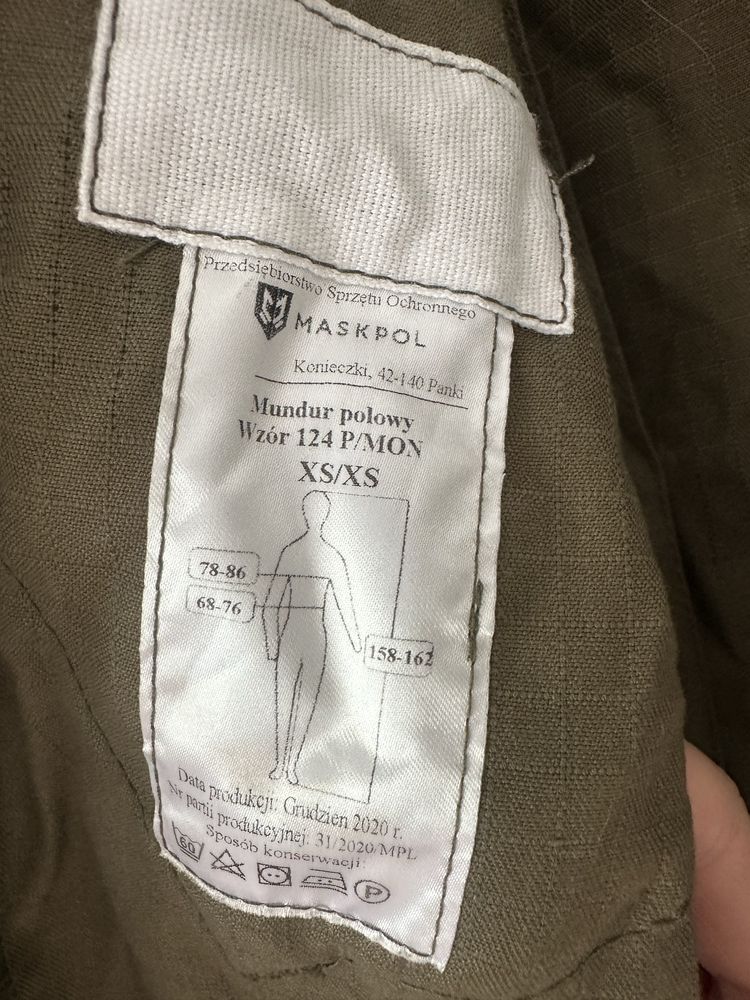 Przedsiębiorstwo Sprzętu Ochronnego
MASKPOL
Konieczki, 42-140 Panki
Mundur polowy
Wzór 124 P/MON
XS/XS
78-86
68-76
158-162
Data produkcji: Grudzien 2020 r.
Nr partii produkcyjnej: 31/2020/MPL
Sposób konserwacji:
60
P